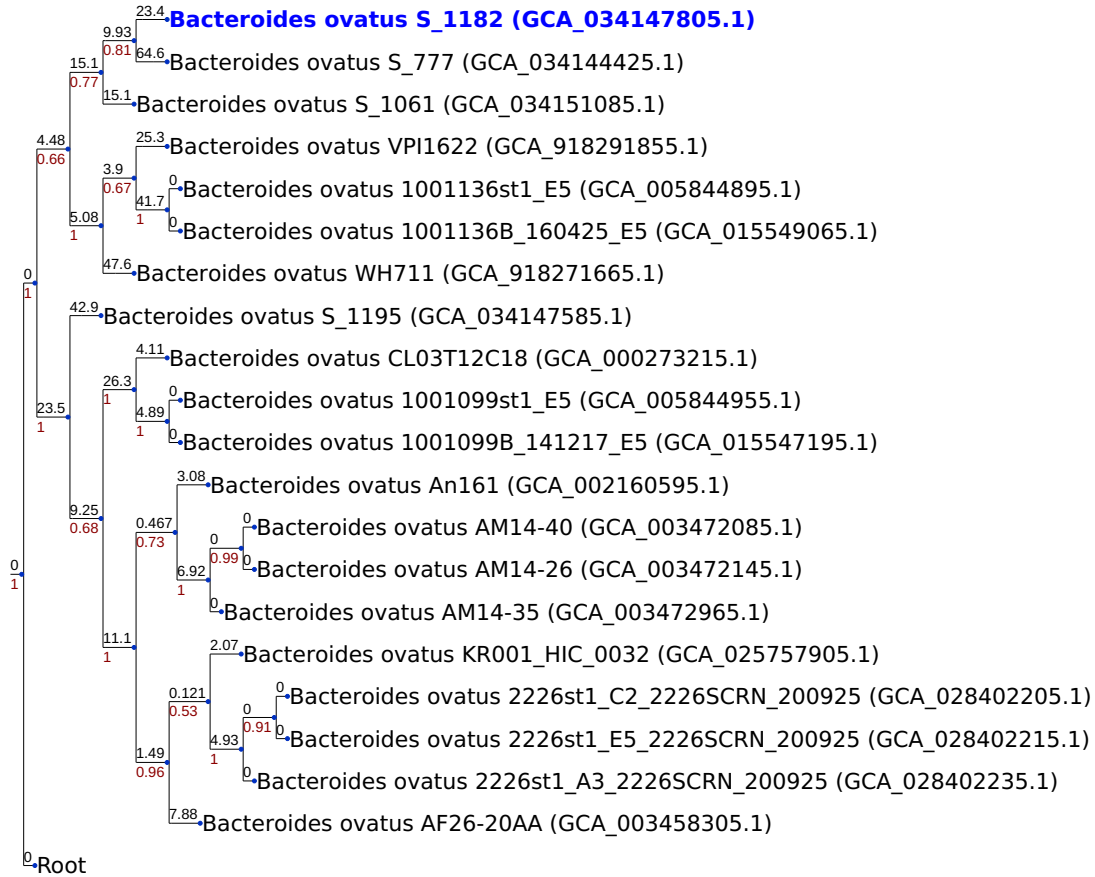 23.4
Bacteroides ovatus S_1182 (GCA_034147805.1)
9.93
0.81
64.6
Bacteroides ovatus S_777 (GCA_034144425.1)
15.1
0.77
15.1
Bacteroides ovatus S_1061 (GCA_034151085.1)
4.48
0.66
25.3
Bacteroides ovatus VPI1622 (GCA_918291855.1)
3.9
0.67
0
Bacteroides ovatus 1001136st1_E5 (GCA_005844895.1)
41.7
1
0
Bacteroides ovatus 1001136B_160425_E5 (GCA_015549065.1)
5.08
1
47.6
Bacteroides ovatus WH711 (GCA_918271665.1)
0
1
42.9
Bacteroides ovatus S_1195 (GCA_034147585.1)
4.11
Bacteroides ovatus CL03T12C18 (GCA_000273215.1)
26.3
1
0
Bacteroides ovatus 1001099st1_E5 (GCA_005844955.1)
4.89
1
0
Bacteroides ovatus 1001099B_141217_E5 (GCA_015547195.1)
23.5
1
3.08
Bacteroides ovatus An161 (GCA_002160595.1)
9.25
0.68
0.467
0.73
0
Bacteroides ovatus AM14-40 (GCA_003472085.1)
0
0.99
0
Bacteroides ovatus AM14-26 (GCA_003472145.1)
6.92
1
0
Bacteroides ovatus AM14-35 (GCA_003472965.1)
0
1
11.1
1
2.07
Bacteroides ovatus KR001_HIC_0032 (GCA_025757905.1)
0.121
0.53
0
Bacteroides ovatus 2226st1_C2_2226SCRN_200925 (GCA_028402205.1)
0
0.91
0
Bacteroides ovatus 2226st1_E5_2226SCRN_200925 (GCA_028402215.1)
4.93
1
0
Bacteroides ovatus 2226st1_A3_2226SCRN_200925 (GCA_028402235.1)
1.49
0.96
7.88
Bacteroides ovatus AF26-20AA (GCA_003458305.1)
0
Root